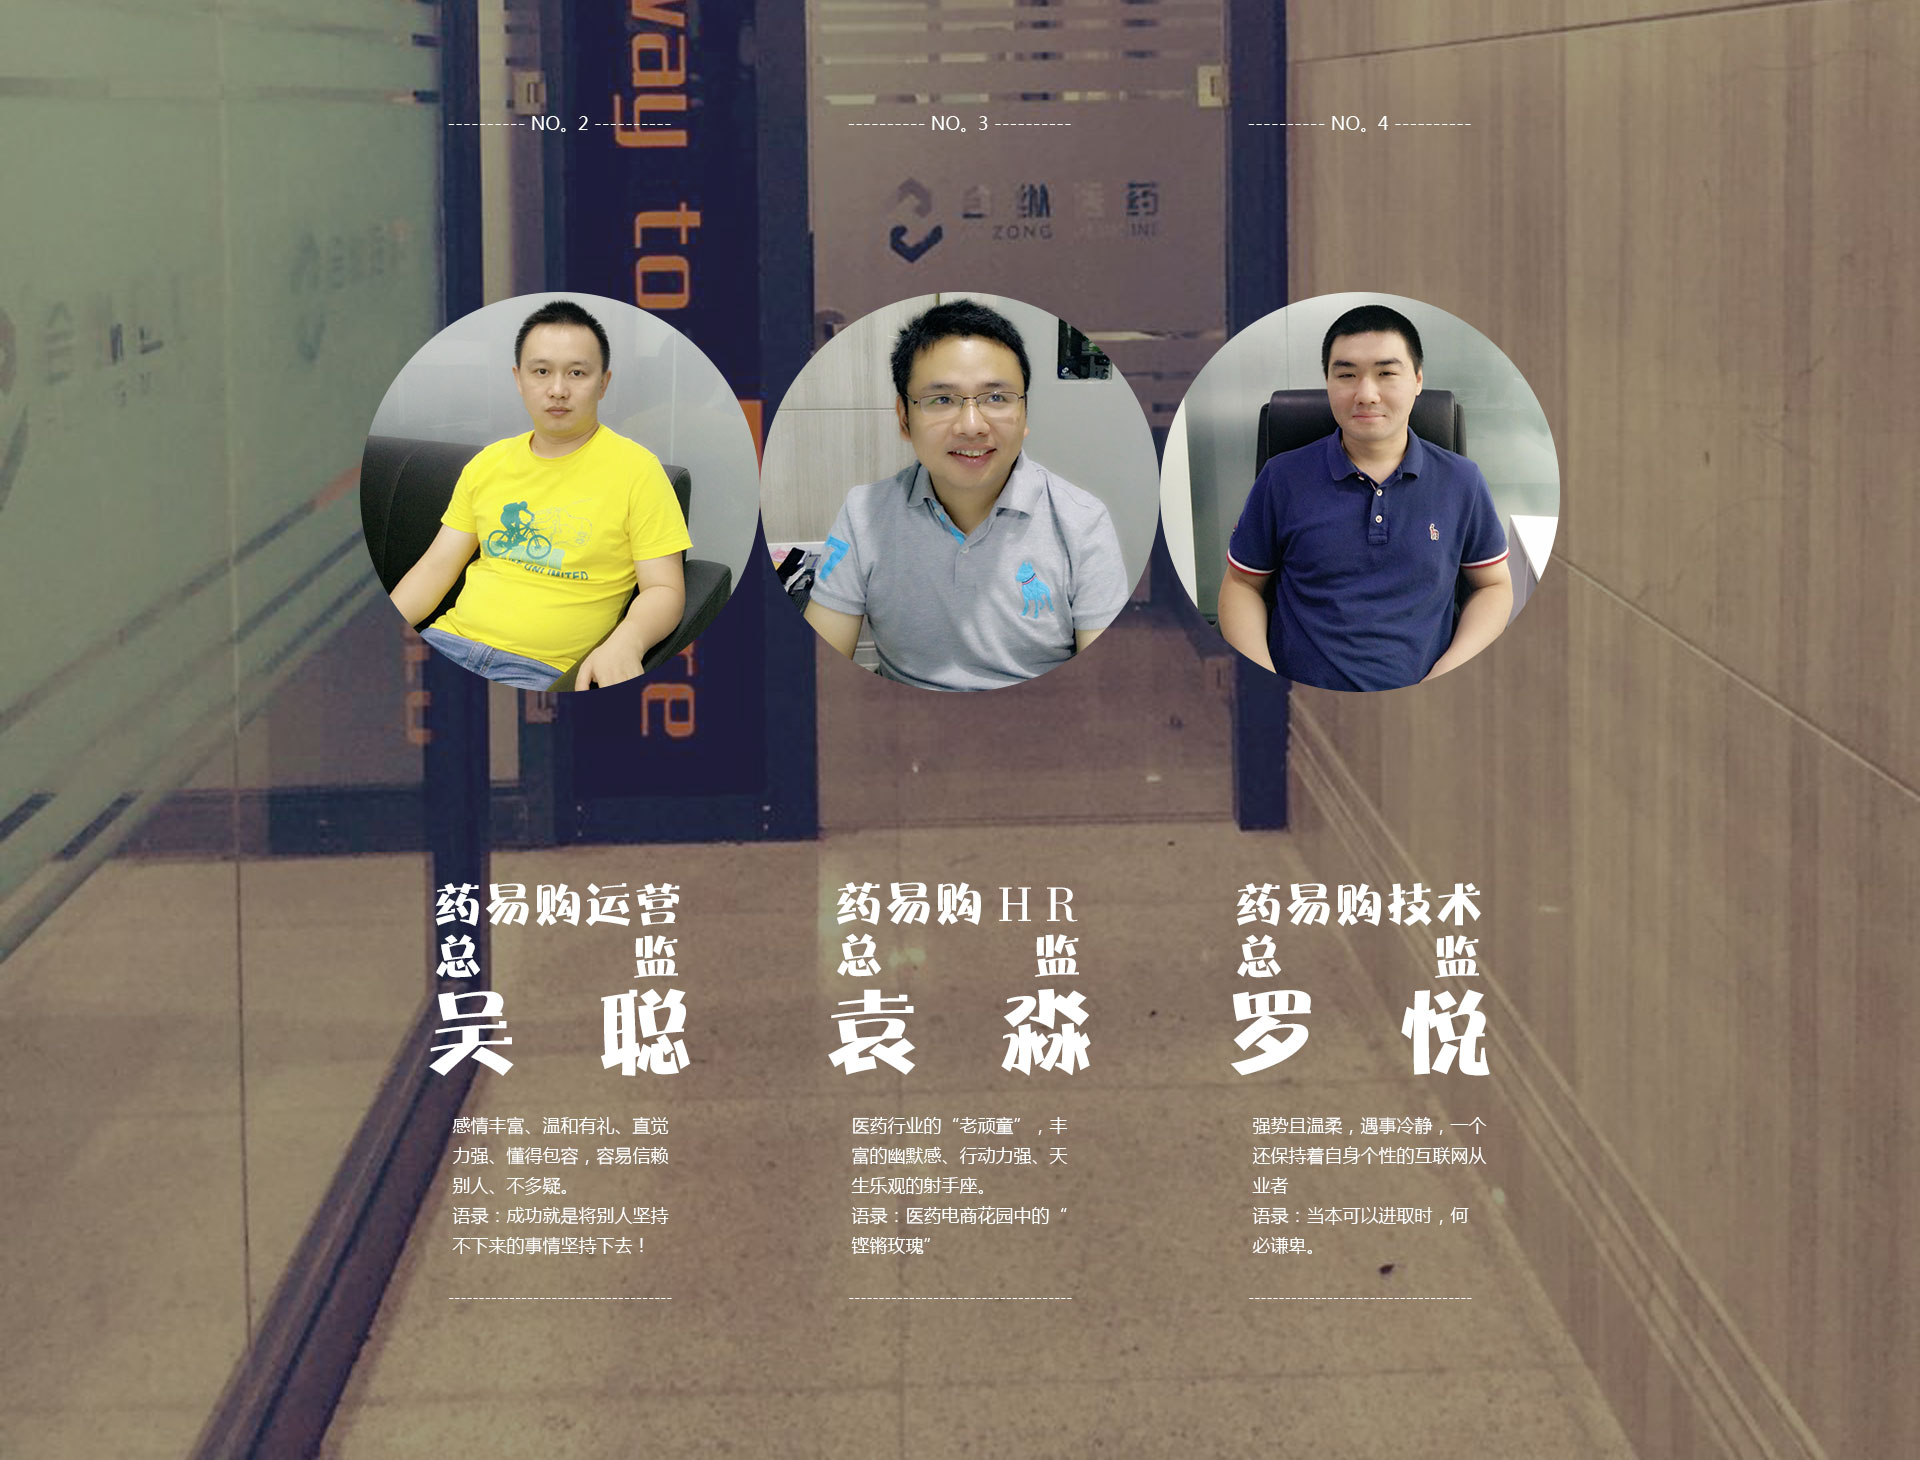 way to
re
NO。2
NO。3
NO。4
纵 药
ZONG
UNLIMITED
7
药易购运营
总监
吴聪
感情丰富、温和有礼、直觉
力强、懂得包容，容易信赖
别人、不多疑。
语录：成功就是将别人坚持
不下来的事情坚持下去！
药易购HR
总监
袁淼
医药行业的“老顽童”，丰
富的幽默感、行动力强、天
生乐观的射手座。
语录：医药电商花园中的“
铿锵玫瑰”
药易购技术
总监
罗悦
强势且温柔，遇事冷静，一个
还保持着自身个性的互联网从
业者
语录：当本可以进取时，何
必谦卑。